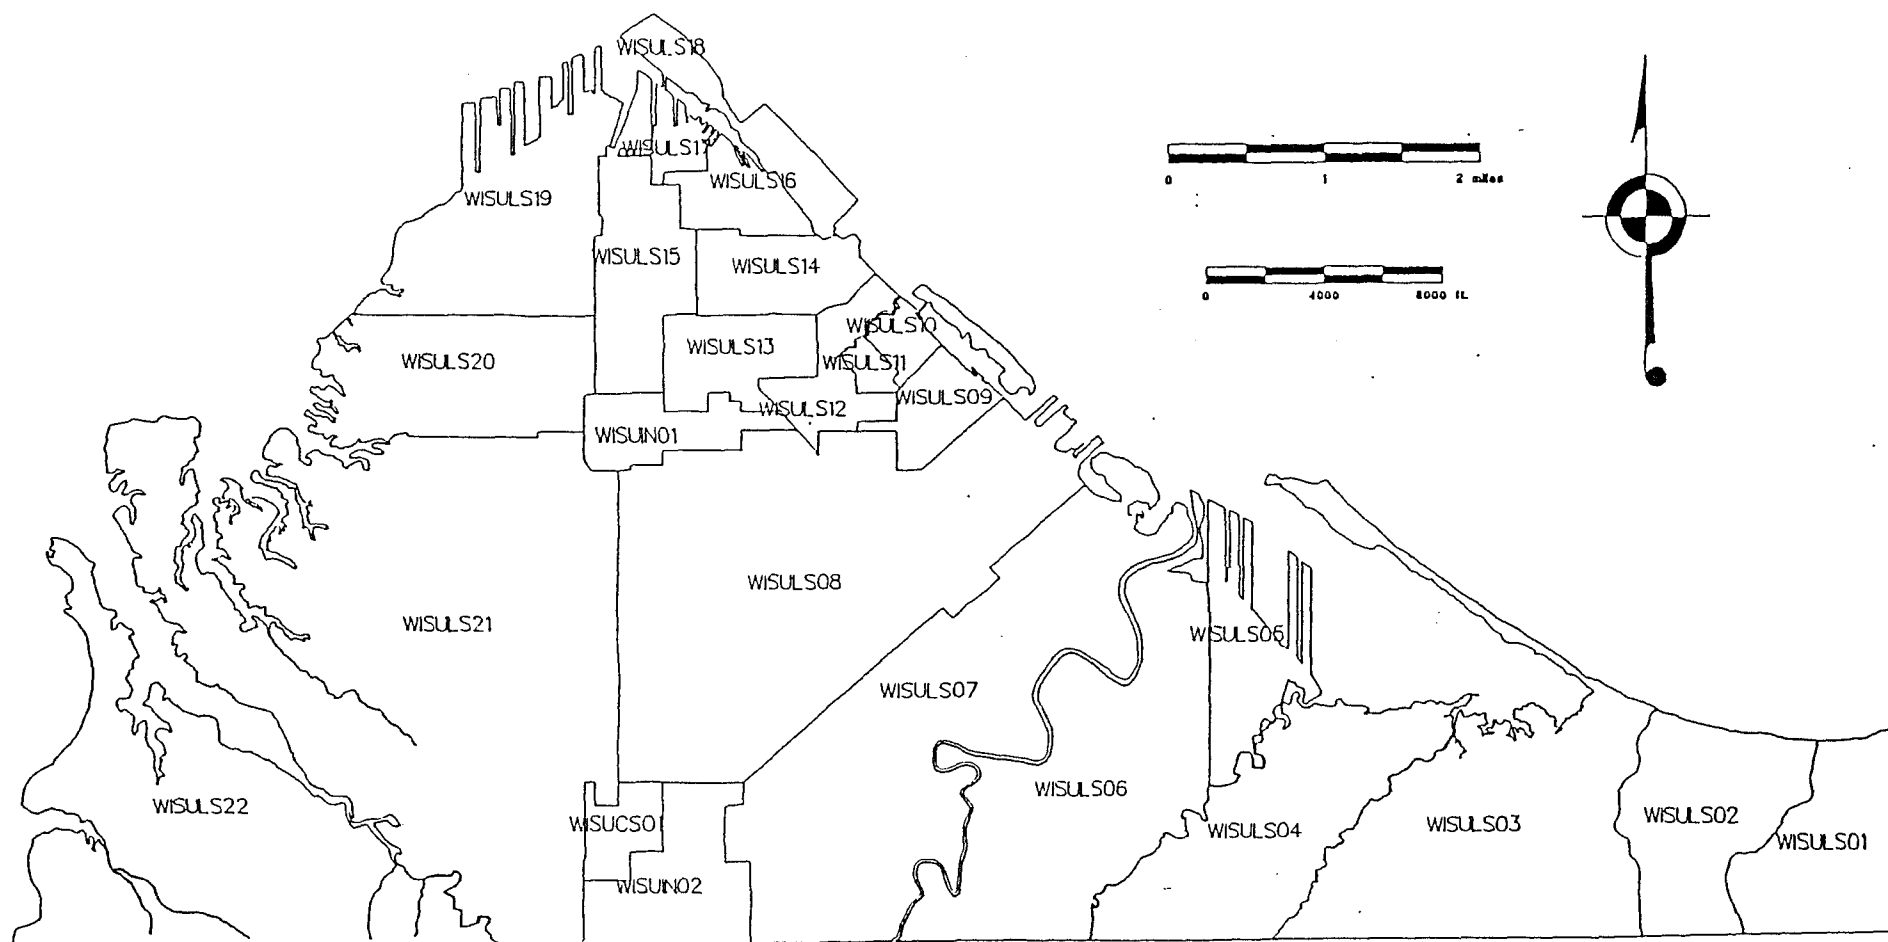 WISULS18
WISULS17
WISULS16
WISULS19
WISULS15
WISULS14
0 1 2 miles
0 4000 8000 ft.
WISULS10
WISULS13
WISULS11
WISULS20
WISULS09
WISULS12
WISUIN01
WISULS08
WISULS21
WISULS05
WISULS07
WISULS06
WISULS22
WISUCS01
WISULS04
WISULS03
WISULS02
WISULS01
WISUIN02